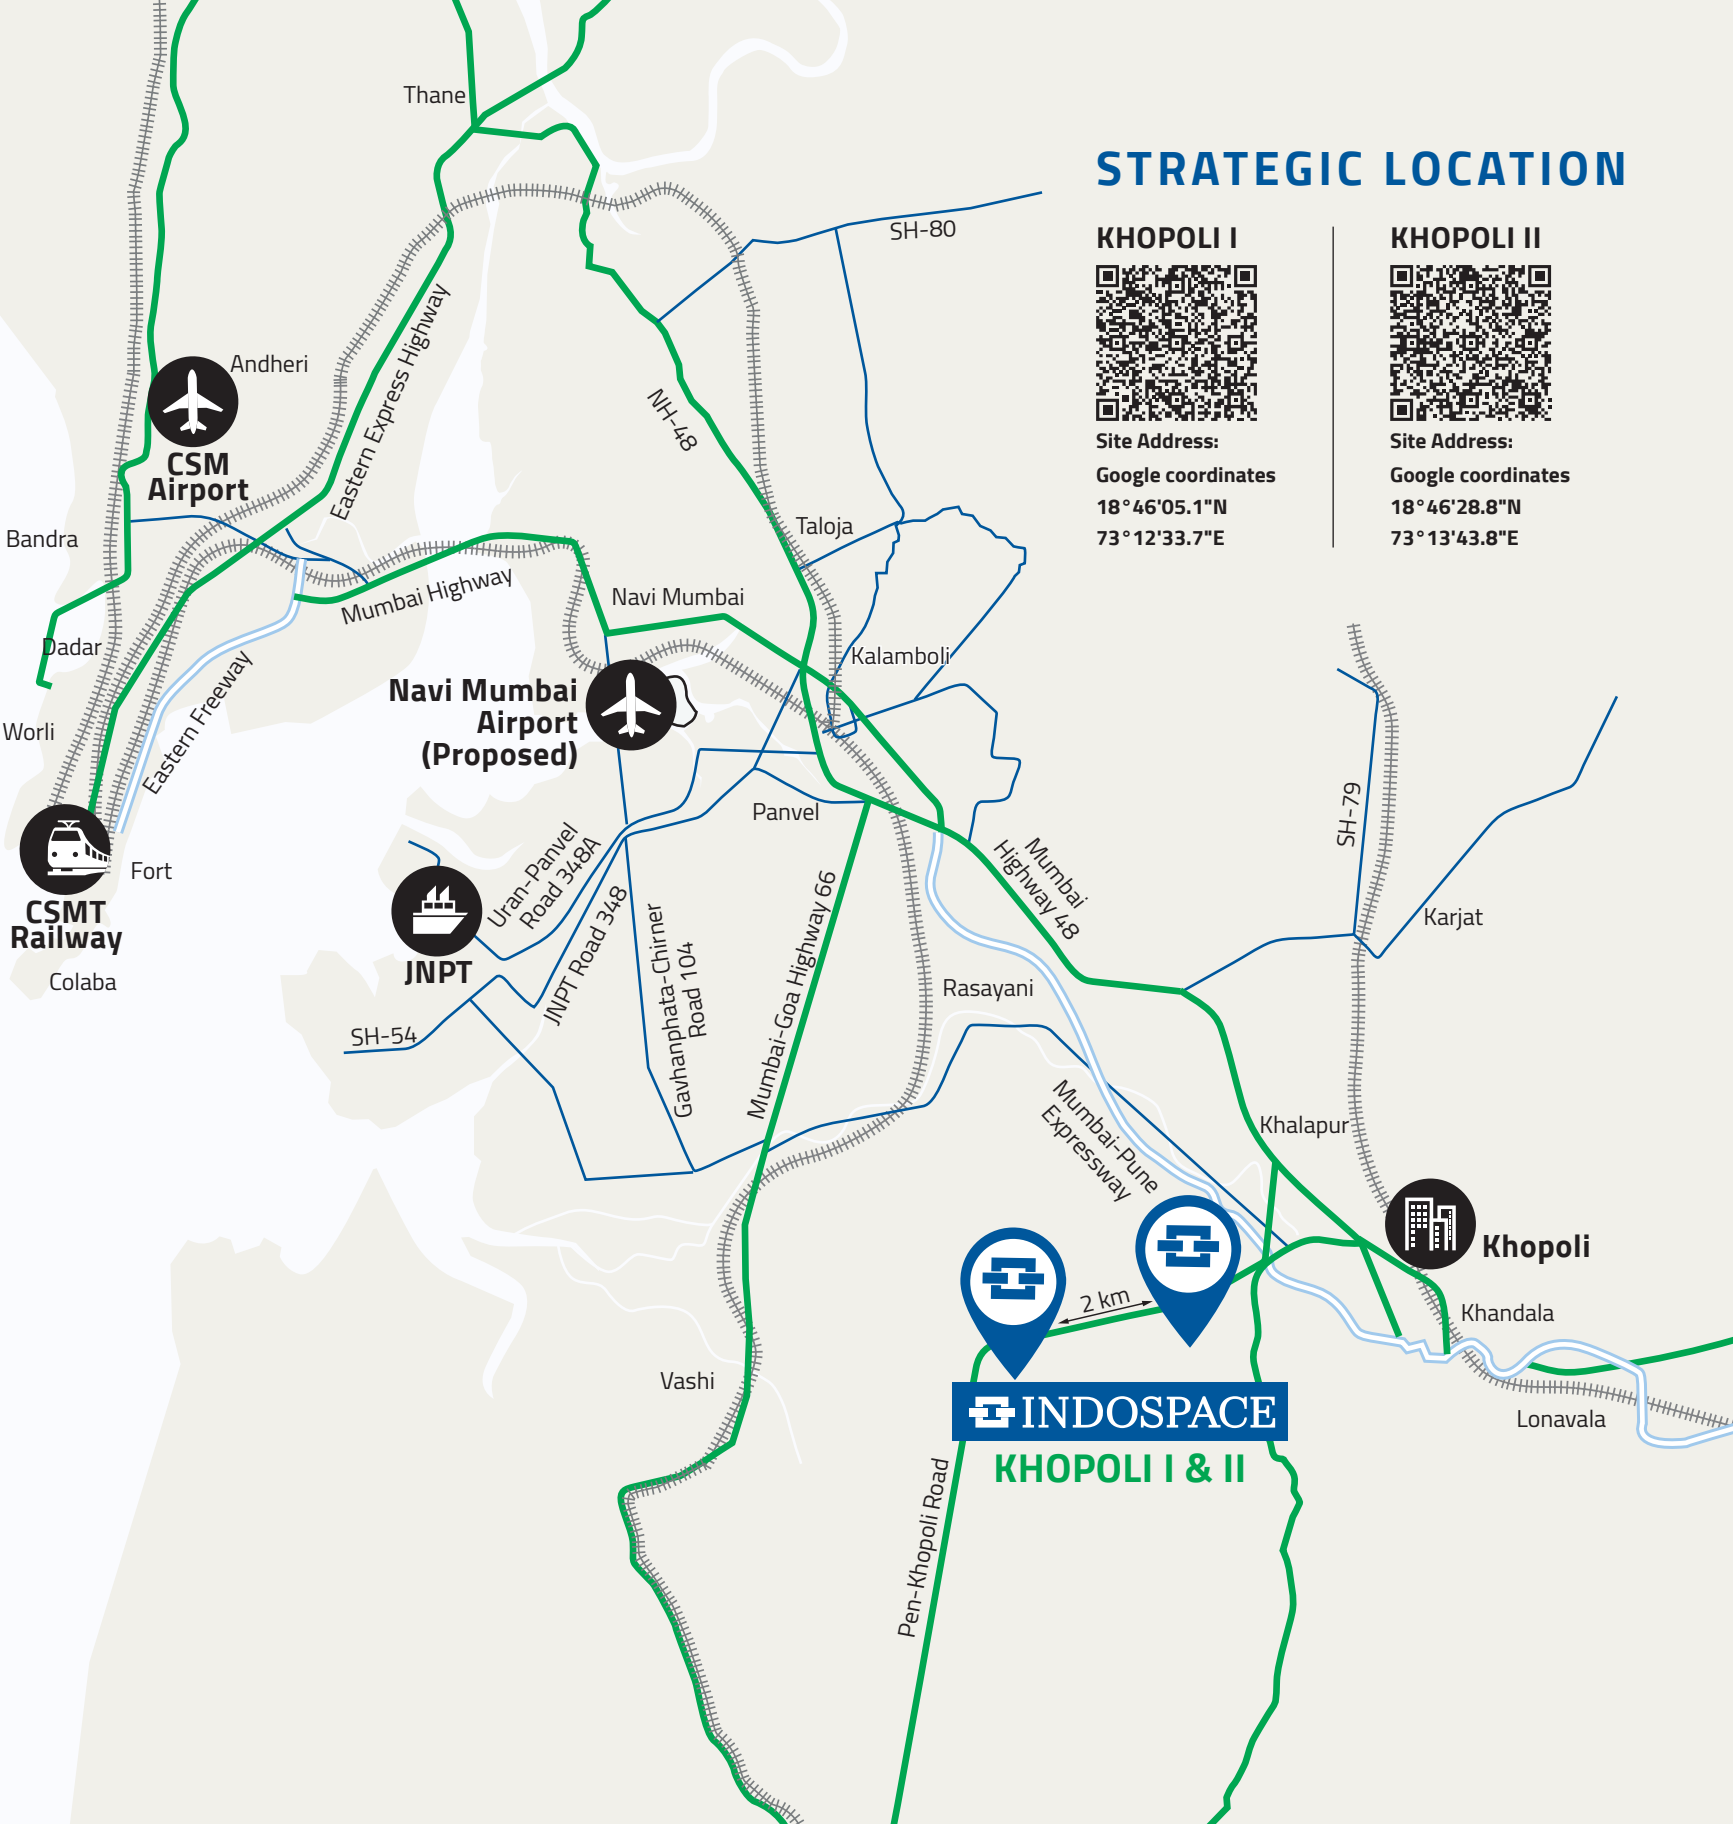 STRATEGIC LOCATION
KHOPOLI I
Site Address:
Google coordinates
18°46'05.1"N
73°12'33.7"E
KHOPOLI II
Site Address:
Google coordinates
18°46'28.8"N
73°13'43.8"E
Thane
SH-80
Andheri
Eastern Express Highway
NH-48
CSM
Airport
Bandra
Taloja
Mumbai Highway
Navi Mumbai
Dadar
Kalamboli
Eastern Freeway
Navi Mumbai
Airport
(Proposed)
Worli
Panvel
SH-79
Fort
Uran-Panvel
Road 348A
Mumbai
Highway 48
CSMT
Railway
Karjat
JNPT
JNPT Road 348
Gavhanphata-Chirner
Road 104
Mumbai-Goa Highway 66
Colaba
Rasayani
SH-54
Mumbai-Pune
Expressway
Khalapur
Khopoli
2 km
Khandala
Vashi
INDOSPACE
KHOPOLI I & II
Lonavala
Pen-Khopoli Road